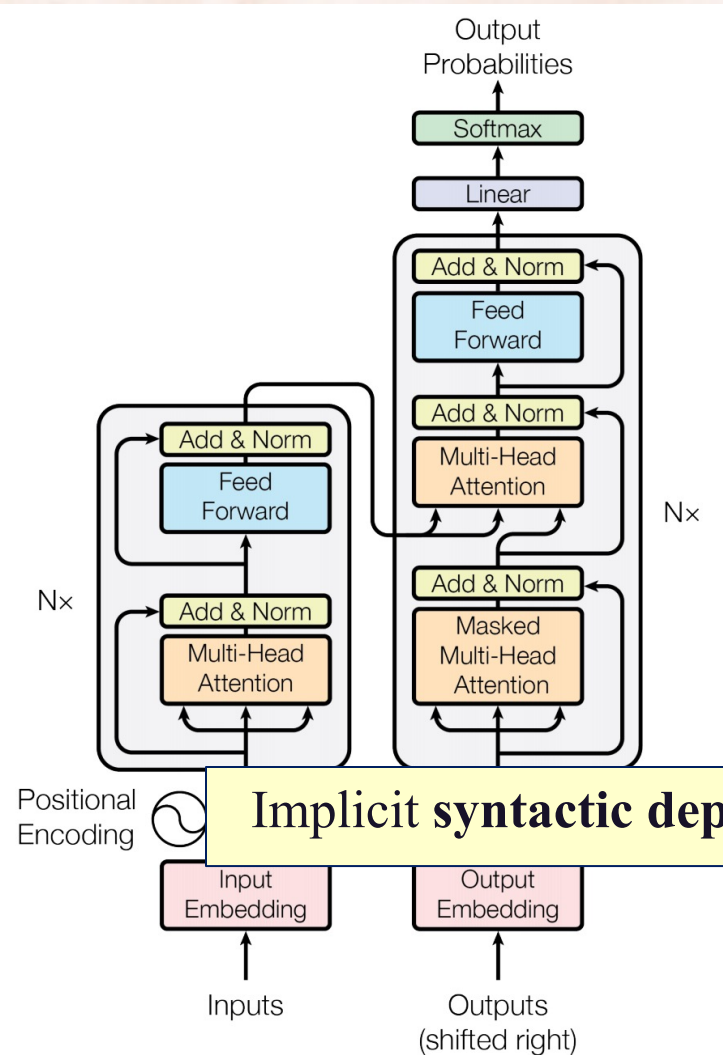 Output
Probabilities
Softmax
Linear
Add & Norm
Feed
Forward
Add & Norm
Multi-Head
Attention
Add & Norm
Masked
Multi-Head
Attention
N×
Add & Norm
Feed
Forward
Add & Norm
Multi-Head
Attention
N×
Positional
Encoding
Implicit syntactic dep
Input
Embedding
Output
Embedding
Inputs
Outputs
(shifted right)